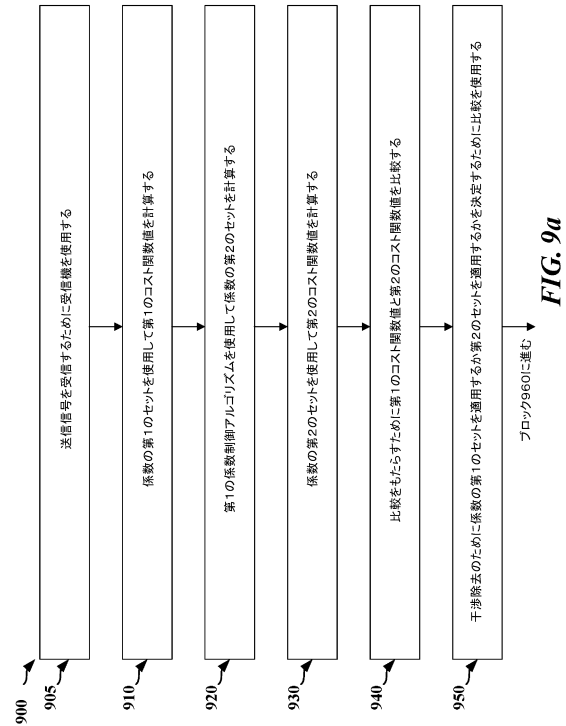 900
905
送信信号を受信するために受信機を使用する
910
係数の第1のセットを使用して第1のコスト関数値を計算する
920
第1の係数制御アルゴリズムを使用して係数の第2のセットを計算する
930
係数の第2のセットを使用して第2のコスト関数値を計算する
940
比較をもたらすために第1のコスト関数値と第2のコスト関数値を比較する
950
干渉除去のために係数の第1のセットを適用するか第2のセットを適用するかを決定するために比較を使用する
ブロック960に進む
FIG. 9a